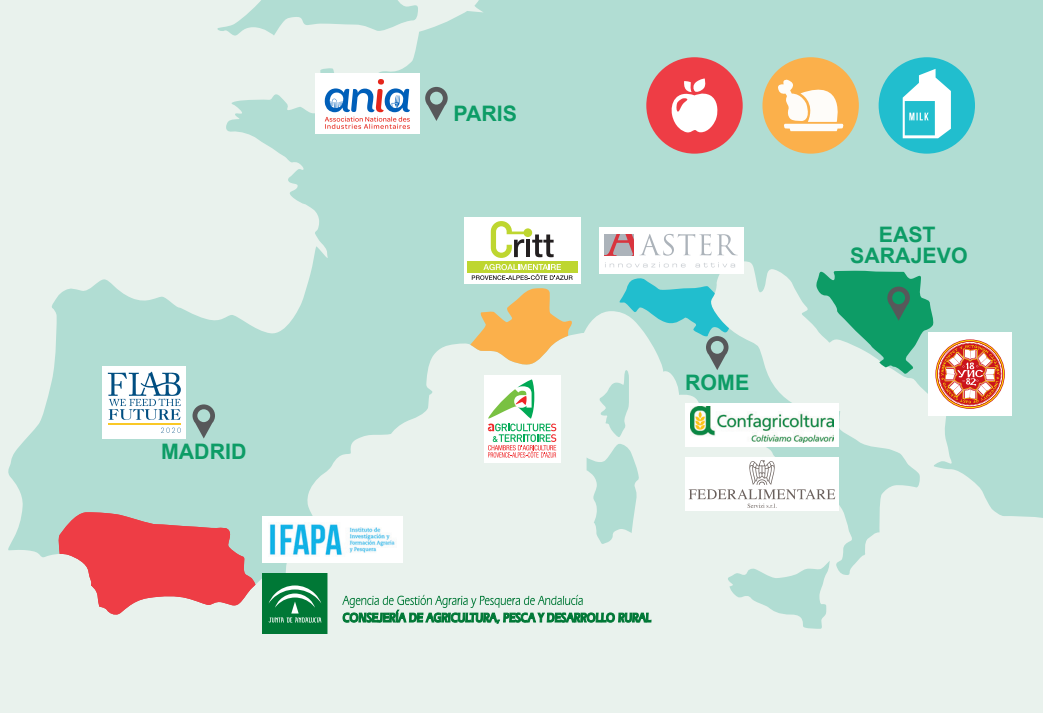 ania
Association Nationale des
Industries Alimentaires
PARIS
MILK
Critt
AGROALIMENTAIRE
PROVENCE-ALPES-CÔTE D'AZUR
ASTER
innovazione attiva
EAST
SARAJEVO
18
УИС
82
FIAB
WE FEED THE
FUTURE
2020
MADRID
ROME
aGRICULTURES
& TERRITOIRES
CHAMBRES D'AGRICULTURE
PROVENCE-ALPES-CÔTE D'AZUR
Confagricoltura
Coltiviamo Capolavori
FEDERALIMENTARE
Servizi s.r.l.
IFAPA
Instituto de
Investigación y
Formación Agraria
y Pesquera
JUNTA DE ANDALUCIA
Agencia de Gestión Agraria y Pesquera de Andalucía
CONSEJERÍA DE AGRICULTURA, PESCA Y DESARROLLO RURAL